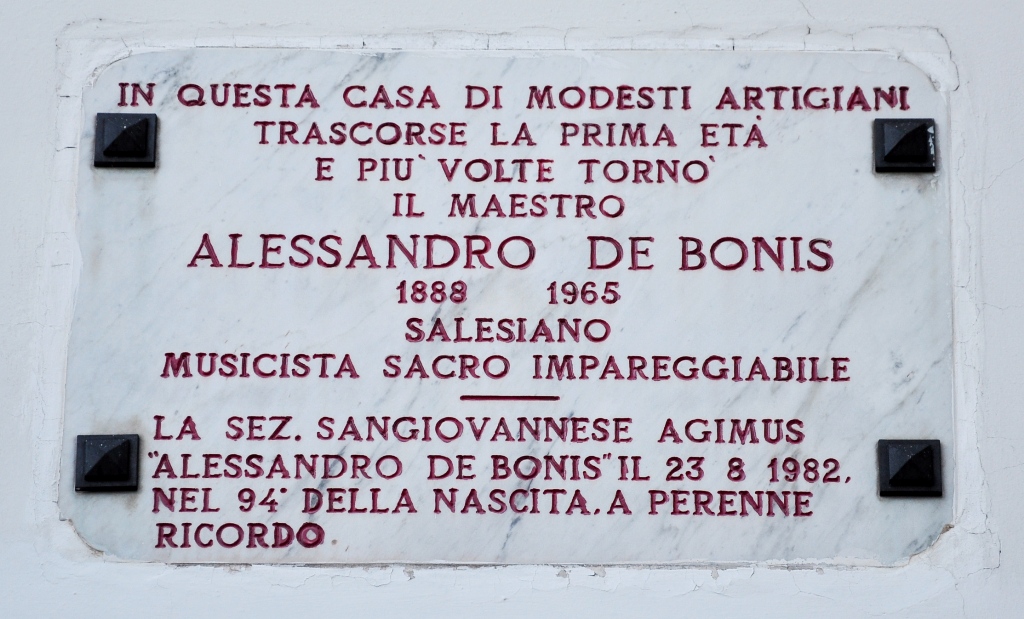 IN QUESTA CASA DI MODESTI ARTIGIANI
TRASCORSE LA PRIMA ETÀ
E PIU' VOLTE TORNO'
IL MAESTRO
ALESSANDRO DE BONIS
1888 1965
SALESIANO
MUSICISTA SACRO IMPAREGGIABILE
LA SEZ. SANGIOVANNESE AGIMUS
"ALESSANDRO DE BONIS" IL 23 8 1982,
NEL 94° DELLA NASCITA, A PERENNE
RICORDO.